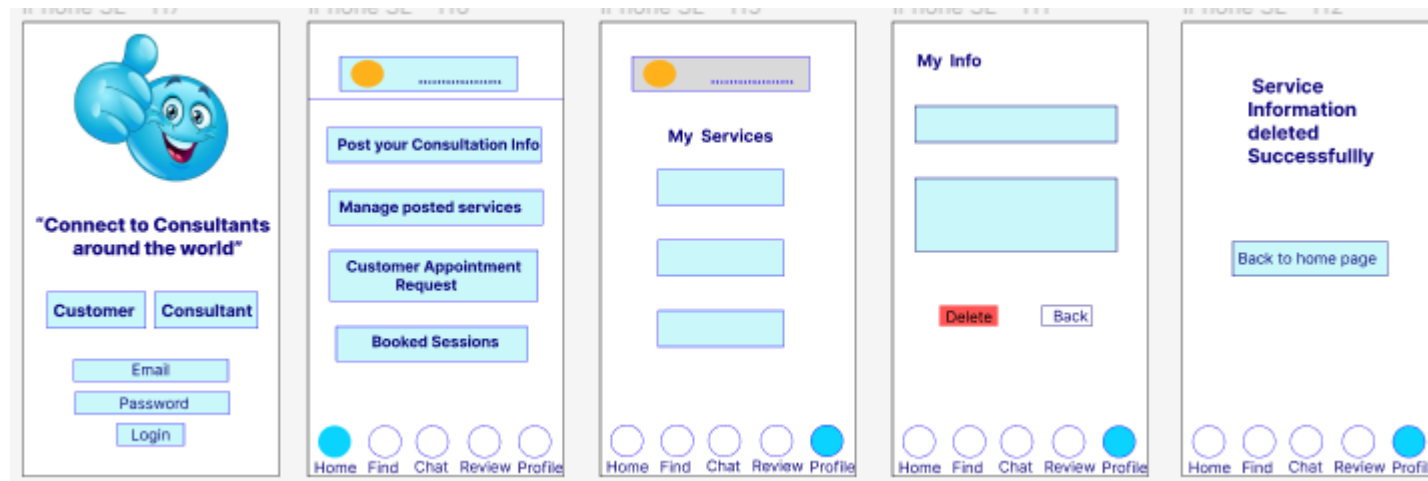 “Connect to Consultants
around the world”
Customer
Consultant
Email
Password
Login
Post your Consultation Info
Manage posted services
Customer Appointment
Request
Booked Sessions
Home Find Chat Review Profile
My Services
Home Find Chat Review Profile
My Info
Delete
Back
Home Find Chat Review Profile
Service
Information
deleted
Successfullly
Back to home page
Home Find Chat Review Profil